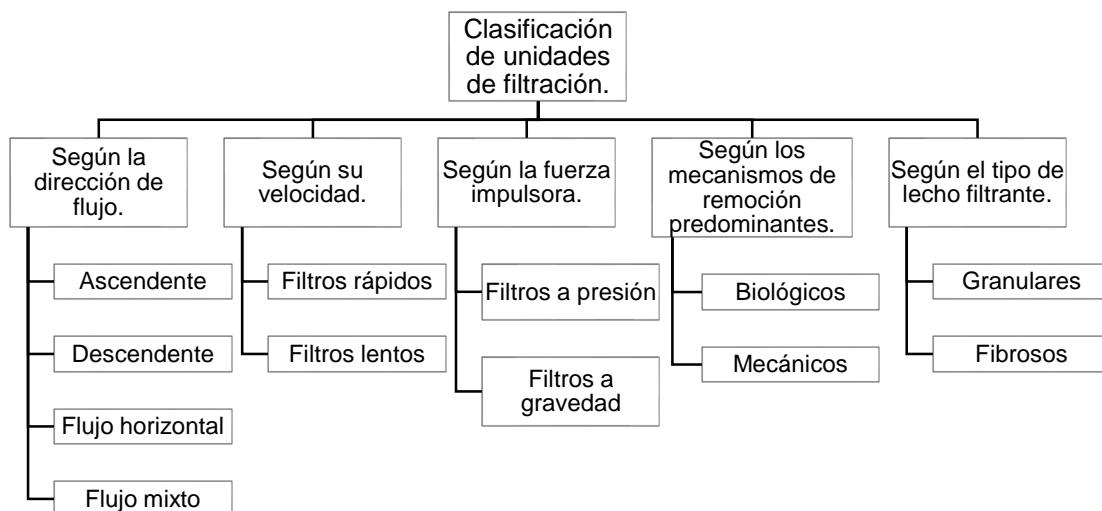 Clasificación
de unidades
de filtración.
Según la
dirección de
flujo.
Ascendente
Descendente
Flujo horizontal
Flujo mixto
Según su
velocidad.
Filtros rápidos
Filtros lentos
Según la fuerza
impulsora.
Filtros a presión
Filtros a
gravedad
Según los
mecanismos de
remoción
predominantes.
Biológicos
Mecánicos
Según el tipo de
lecho filtrante.
Granulares
Fibrosos